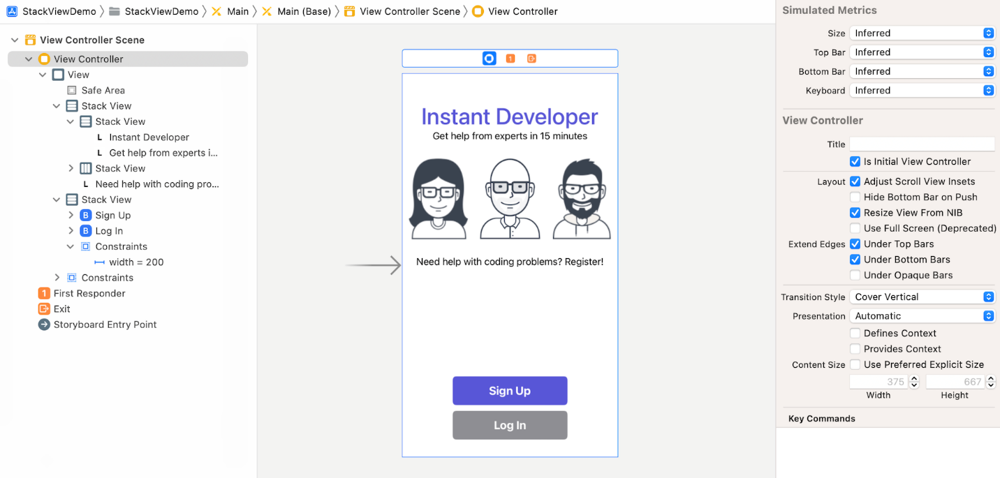 StackViewDemo StackViewDemo Main Main (Base) View Controller Scene View Controller
View Controller Scene
View Controller
View
Safe Area
Stack View
Stack View
L Instant Developer
L Get help from experts i...
Stack View
L Need help with coding pro...
Stack View
B Sign Up
B Log In
Constraints
width = 200
Constraints
1 First Responder
Exit
Storyboard Entry Point
1
Instant Developer
Get help from experts in 15 minutes
Need help with coding problems? Register!
Sign Up
Log In
Simulated Metrics
Size Inferred
Top Bar Inferred
Bottom Bar Inferred
Keyboard Inferred
View Controller
Title
Is Initial View Controller
Layout Adjust Scroll View Insets
Hide Bottom Bar on Push
Resize View From NIB
Use Full Screen (Deprecated)
Extend Edges Under Top Bars
Under Bottom Bars
Under Opaque Bars
Transition Style Cover Vertical
Presentation Automatic
Defines Context
Provides Context
Content Size Use Preferred Explicit Size
375 667
Width Height
Key Commands